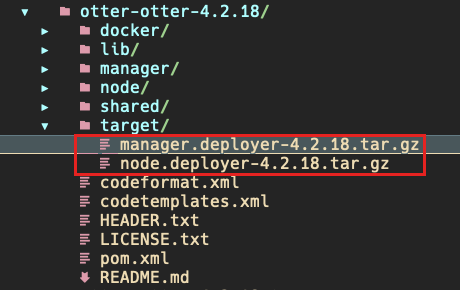 otter-otter-4.2.18/
docker/
lib/
manager/
node/
shared/
target/
manager.deployer-4.2.18.tar.gz
node.deployer-4.2.18.tar.gz
codeformat.xml
codetemplates.xml
HEADER.txt
LICENSE.txt
pom.xml
README.md